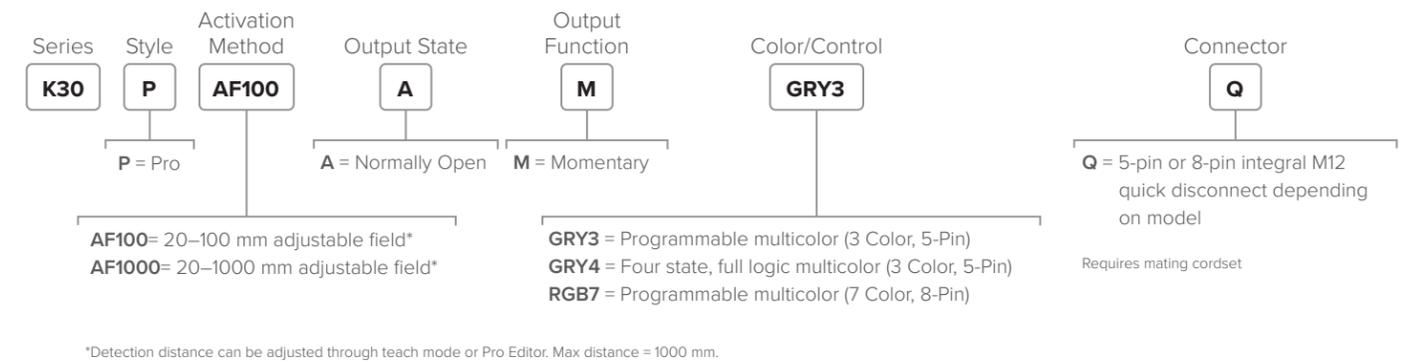 Series
Style
Activation
Method
Output State
Output
Function
Color/Control
Connector
K30
P
AF100
A
M
GRY3
Q
P = Pro
A = Normally Open
M = Momentary
Q = 5-pin or 8-pin integral M12
quick disconnect depending
on model
AF100= 20–100 mm adjustable field*
AF1000= 20–1000 mm adjustable field*
GRY3 = Programmable multicolor (3 Color, 5-Pin)
GRY4 = Four state, full logic multicolor (3 Color, 5-Pin)
RGB7 = Programmable multicolor (7 Color, 8-Pin)
Requires mating cordset
*Detection distance can be adjusted through teach mode or Pro Editor. Max distance = 1000 mm.